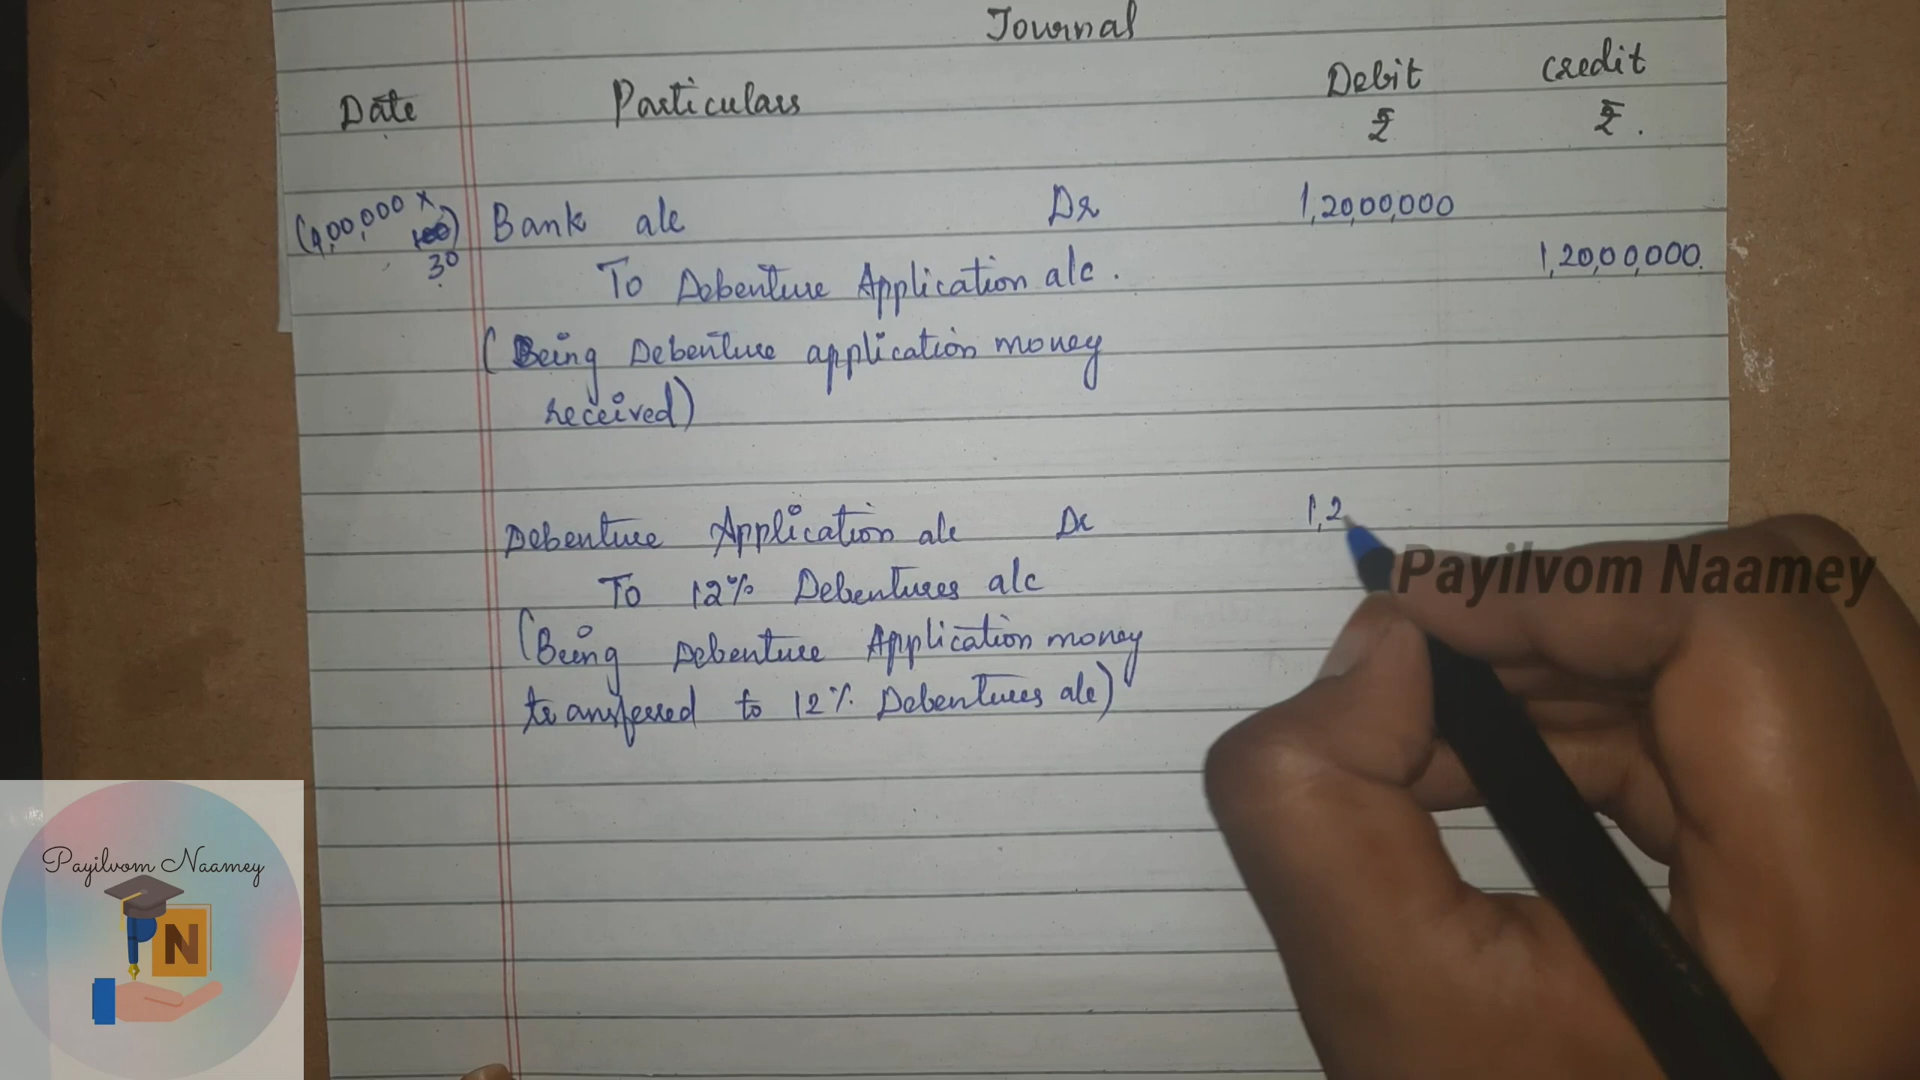 Journal
Date Particulars Debit Credit
₹ ₹.
(4,00,000 x
30) Bank a/c Dr 1,20,00,000
To Debenture Application a/c. 1,20,00,000.
(Being Debenture application money
received)
Debenture Application a/c Dr 1,2
To 12% Debentures a/c
(Being Debenture Application money
transferred to 12% Debentures a/c)
Payilvom Naamey
Payilvom Naamey
PN